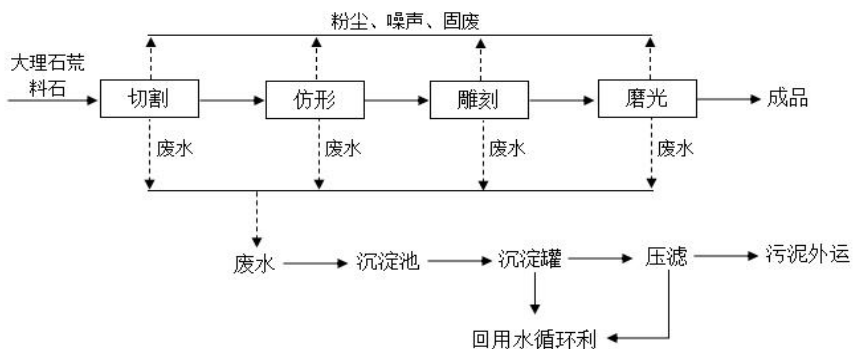 粉尘、噪声、固废
大理石荒
料石
切割
仿形
雕刻
磨光
成品
废水
废水
废水
废水
废水
沉淀池
沉淀罐
压滤
污泥外运
回用水循环利